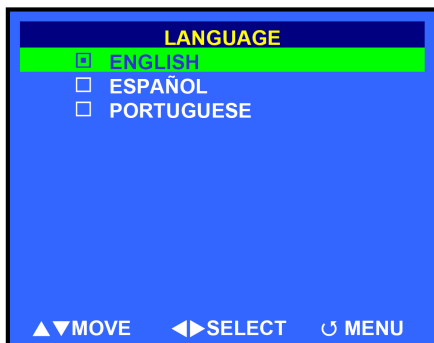 LANGUAGE
ENGLISH
ESPAÑOL
PORTUGUESE
▲▼MOVE ◀▶SELECT ↺ MENU